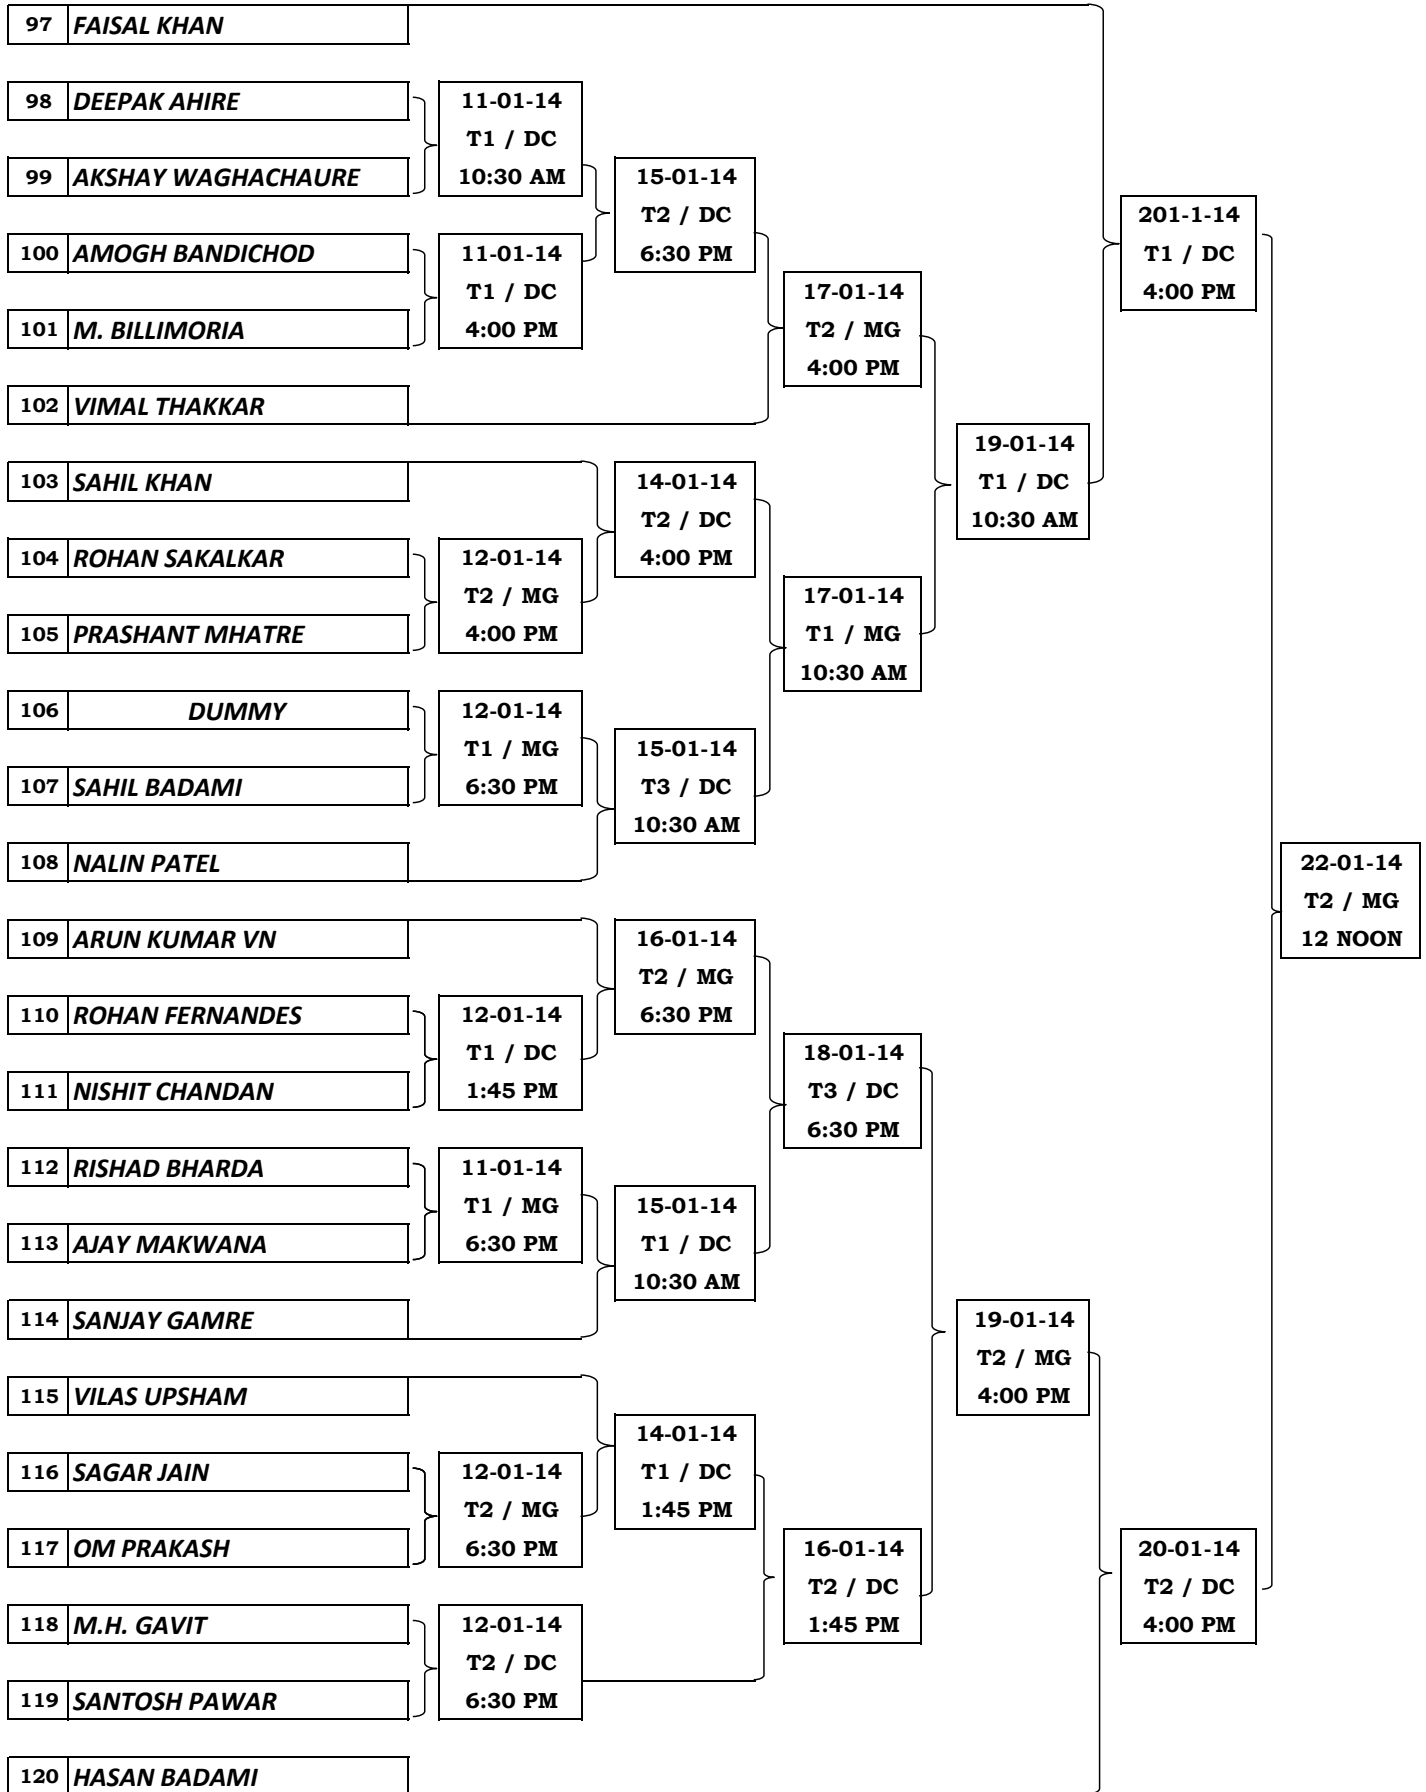 97 FAISAL KHAN
98 DEEPAK AHIRE 11-01-14
T1 / DC
99 AKSHAY WAGHACHAURE 10:30 AM 15-01-14
T2 / DC 201-1-14
100 AMOGH BANDICHOD 11-01-14 6:30 PM T1 / DC
T1 / DC 17-01-14 4:00 PM
101 M. BILLIMORIA 4:00 PM T2 / MG
4:00 PM
102 VIMAL THAKKAR
19-01-14
103 SAHIL KHAN 14-01-14 T1 / DC
T2 / DC 10:30 AM
104 ROHAN SAKALKAR 12-01-14 4:00 PM
T2 / MG 17-01-14
105 PRASHANT MHATRE 4:00 PM T1 / MG
10:30 AM
106 DUMMY 12-01-14
T1 / MG 15-01-14
107 SAHIL BADAMI 6:30 PM T3 / DC
10:30 AM
108 NALIN PATEL 22-01-14
T2 / MG
109 ARUN KUMAR VN 16-01-14 12 NOON
T2 / MG
110 ROHAN FERNANDES 12-01-14 6:30 PM
T1 / DC 18-01-14
111 NISHIT CHANDAN 1:45 PM T3 / DC
6:30 PM
112 RISHAD BHARDA 11-01-14
T1 / MG 15-01-14
113 AJAY MAKWANA 6:30 PM T1 / DC
10:30 AM
114 SANJAY GAMRE 19-01-14
T2 / MG
115 VILAS UPSHAM 4:00 PM
14-01-14
116 SAGAR JAIN 12-01-14 T1 / DC
T2 / MG 1:45 PM
117 OM PRAKASH 6:30 PM 16-01-14 20-01-14
T2 / DC T2 / DC
118 M.H. GAVIT 12-01-14 1:45 PM 4:00 PM
T2 / DC
119 SANTOSH PAWAR 6:30 PM
120 HASAN BADAMI